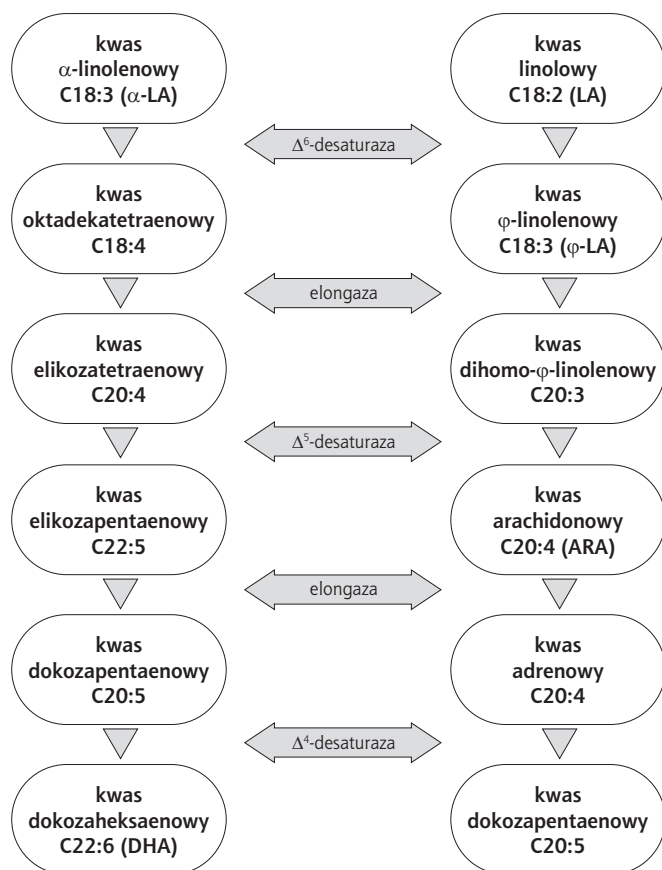 kwas
α-linolenowy
C18:3 (α-LA)
kwas
linolowy
C18:2 (LA)
Δ⁶-desaturaza
kwas
oktadekatetraenowy
C18:4
kwas
φ-linolenowy
C18:3 (φ-LA)
elongaza
kwas
elikozatetraenowy
C20:4
kwas
dihomo-φ-linolenowy
C20:3
Δ⁵-desaturaza
kwas
elikozapentaenowy
C22:5
kwas
arachidonowy
C20:4 (ARA)
elongaza
kwas
dokozapentaenowy
C20:5
kwas
adrenowy
C20:4
Δ⁴-desaturaza
kwas
dokozaheksaenowy
C22:6 (DHA)
kwas
dokozapentaenowy
C20:5